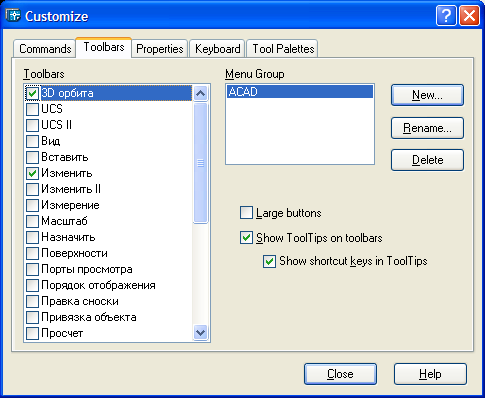 Customize
Commands
Toolbars
Properties
Keyboard
Tool Palettes
Toolbars
3D орбита
UCS
UCS II
Вид
Вставить
Изменить
Изменить II
Измерение
Масштаб
Назначить
Поверхности
Порты просмотра
Порядок отображения
Правка сноски
Привязка объекта
Просчет
Menu Group
ACAD
New...
Rename...
Delete
Large buttons
Show ToolTips on toolbars
Show shortcut keys in ToolTips
Close
Help